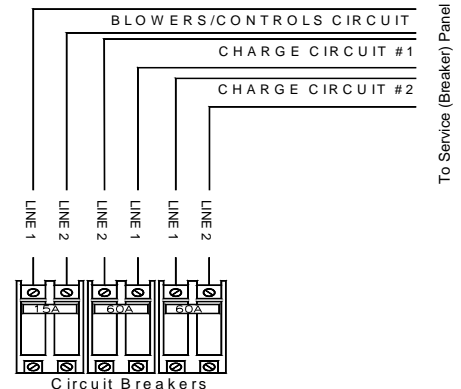 BLOWERS/CONTROLS CIRCUIT
CHARGE CIRCUIT #1
CHARGE CIRCUIT #2
To Service (Breaker) Panel
LINE 1
LINE 2
LINE 2
LINE 1
LINE 1
LINE 2
15A
60A
60A
Circuit Breakers